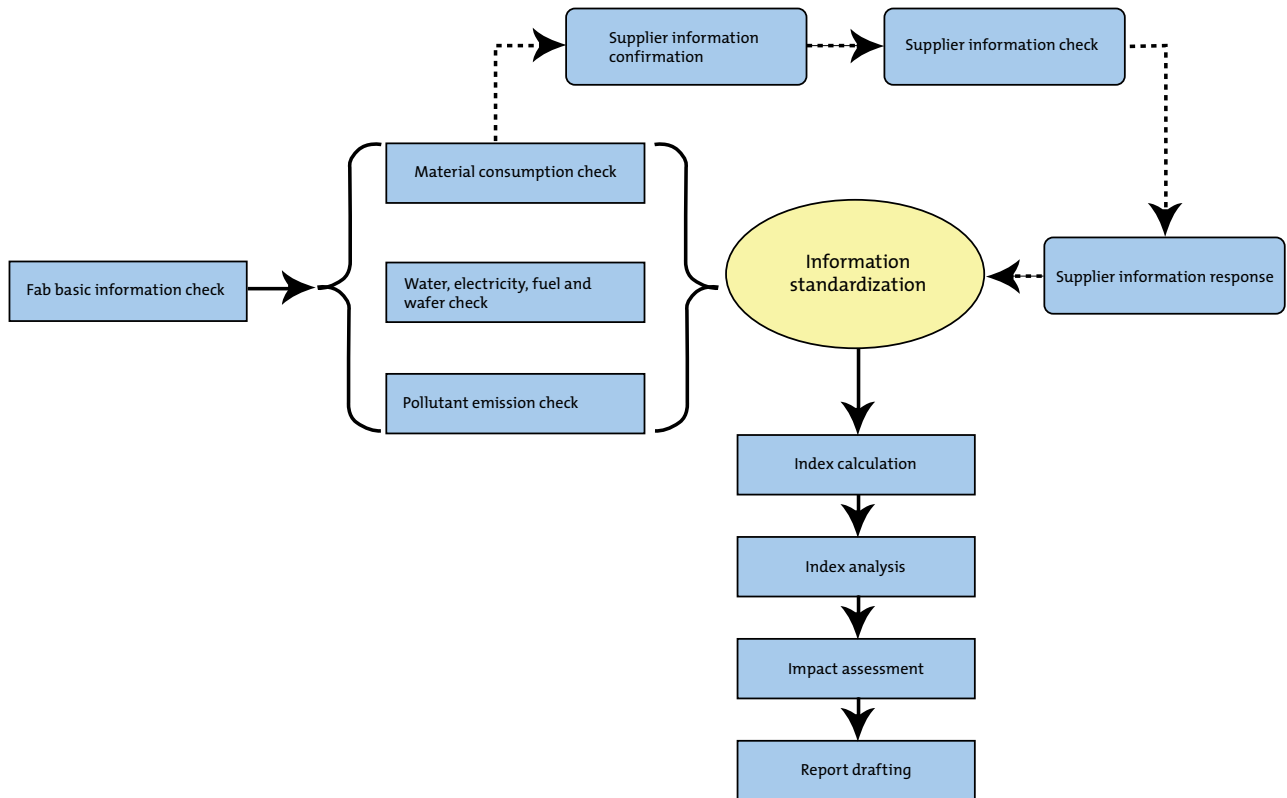 Supplier information
confirmation
Supplier information check
Material consumption check
Fab basic information check
Water, electricity, fuel and
wafer check
Pollutant emission check
Information
standardization
Supplier information response
Index calculation
Index analysis
Impact assessment
Report drafting